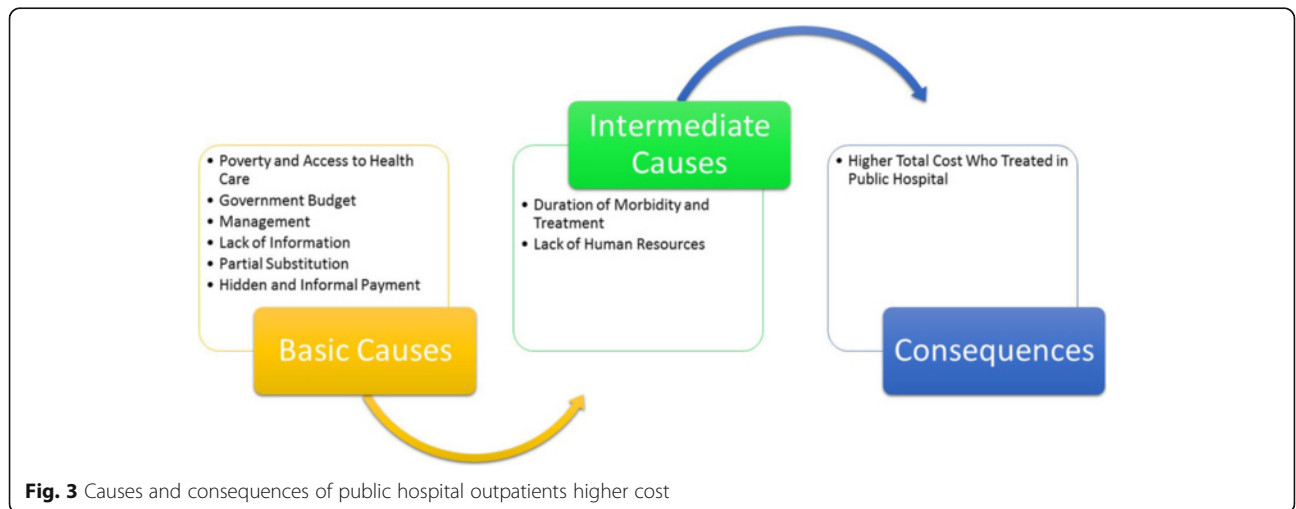 • Poverty and Access to Health
Care
• Government Budget
• Management
• Lack of Information
• Partial Substitution
• Hidden and Informal Payment
Basic Causes
Intermediate
Causes
• Duration of Morbidity and
Treatment
• Lack of Human Resources
• Higher Total Cost Who Treated in
Public Hospital
Consequences
Fig. 3 Causes and consequences of public hospital outpatients higher cost